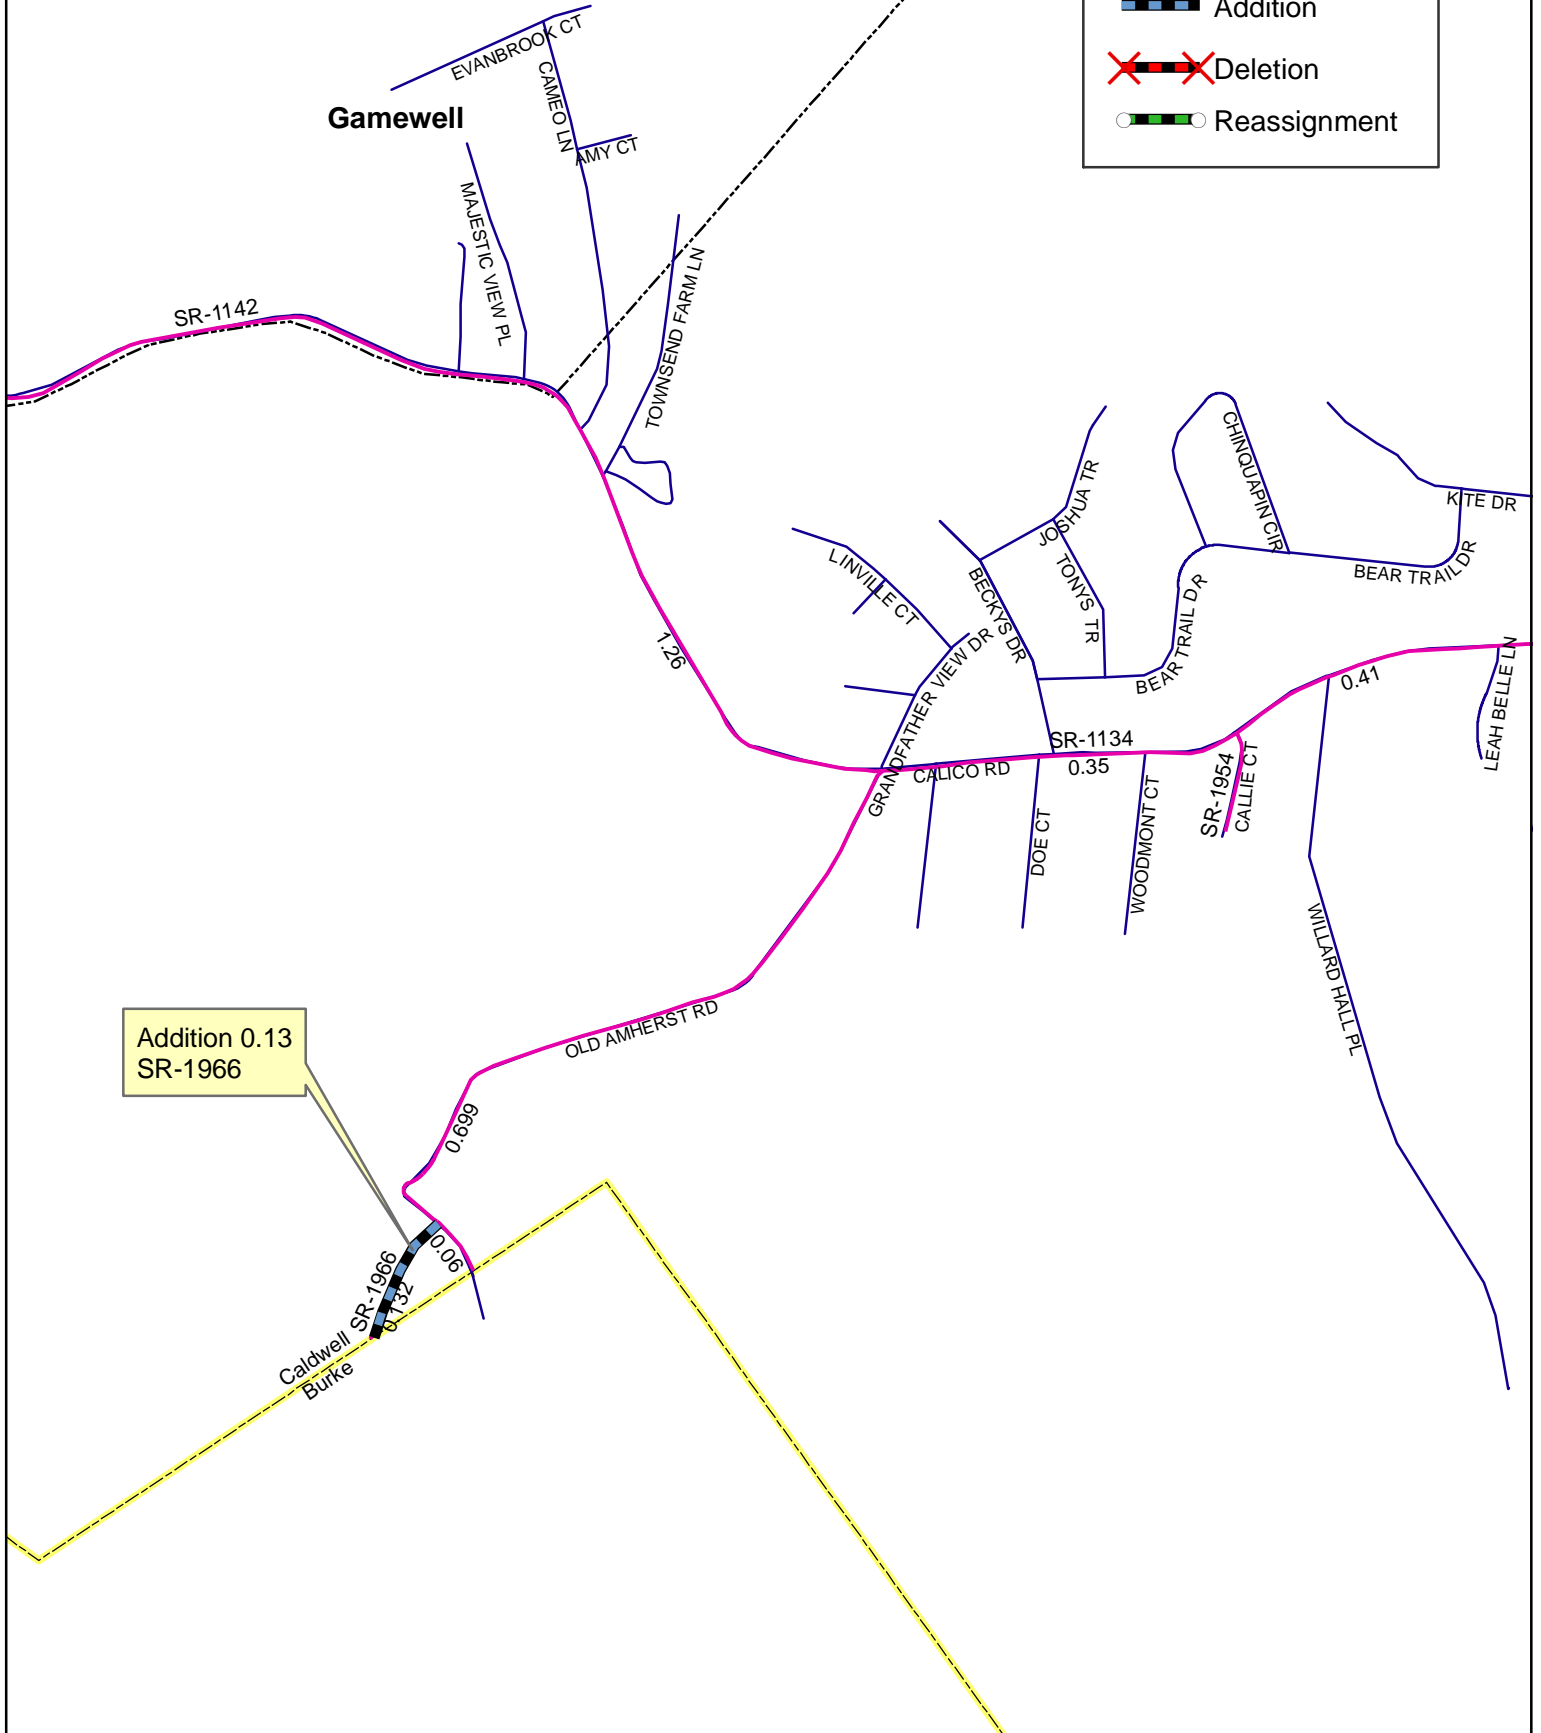 Addition
Deletion
Reassignment
EVANBROOK CT
CAMEO LN
Gamewell
AMY CT
MAJESTIC VIEW PL
TOWNSEND FARM LN
SR-1142
CHINQUAPIN CIR
KITE DR
JOSHUA TR
LINVILLE CT
BECKYS DR
TONYS TR
BEAR TRAIL DR
BEAR TRAIL DR
1.26
GRANDFATHER VIEW DR
0.41
LEAH BELLE LN
SR-1134
CALICO RD
0.35
SR-1954
CALLIE CT
DOE CT
WOODMONT CT
WILLARD HALL PL
OLD AMHERST RD
Addition 0.13
SR-1966
0.699
0.06
SR-1966
0.132
Caldwell
Burke